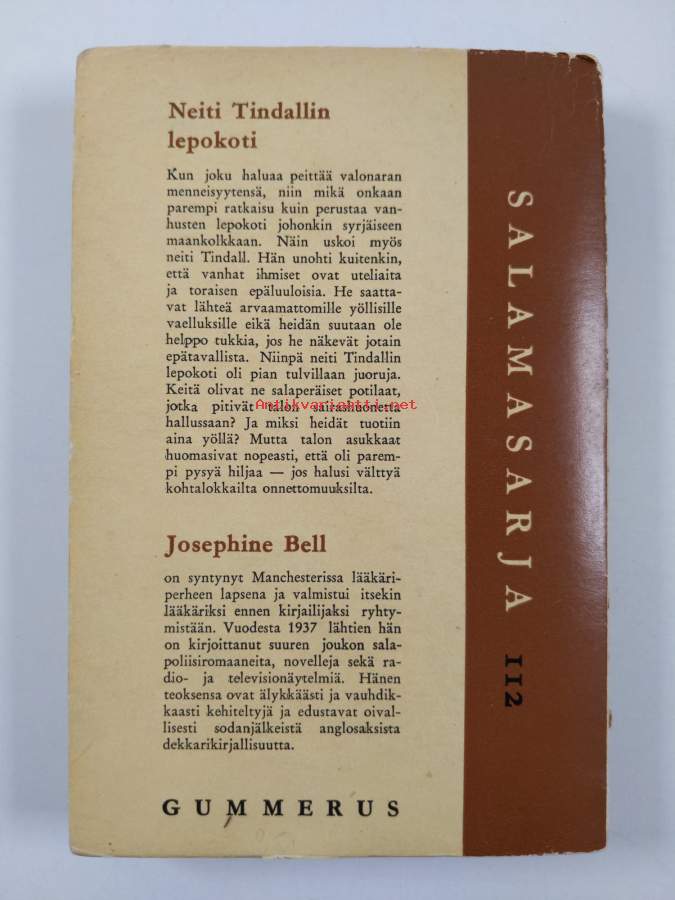 Neiti Tindallin
lepokoti
Kun joku haluaa peittää valonaran
menneisyytensä, niin mikä onkaan
parempi ratkaisu kuin perustaa van-
husten lepokoti johonkin syrjäiseen
maankolkkaan. Näin uskoi myös
neiti Tindall. Hän unohti kuitenkin,
että vanhat ihmiset ovat uteliaita
ja toraisen epäluuloisia. He saatta-
vat lähteä arvaamattomille yöllisille
vaelluksille eikä heidän suutaan ole
helppo tukkia, jos he näkevät jotain
epätavallista. Niinpä neiti Tindallin
lepokoti oli pian tulvillaan juoruja.
Keitä olivat ne salaperäiset potilaat,
jotka pitivät talon sairashuonetta
Antikvariaatti.net
hallussaan? Ja miksi heidät tuotiin
aina yöllä? Mutta talon asukkaat
huomasivat nopeasti, että oli parem-
pi pysyä hiljaa — jos halusi välttyä
kohtalokkailta onnettomuuksilta.
Josephine Bell
on syntynyt Manchesterissa lääkäri-
perheen lapsena ja valmistui itsekin
lääkäriksi ennen kirjailijaksi ryhty-
mistään. Vuodesta 1937 lähtien hän
on kirjoittanut suuren joukon sala-
poliisiromaaneita, novelleja sekä ra-
dio- ja televisionäytelmiä. Hänen
teoksensa ovat älykkäästi ja vauhdik-
kaasti kehiteltyjä ja edustavat oival-
lisesti sodanjälkeistä anglosaksista
dekkarikirjallisuutta.
GUMMERUS
SALAMASARJA 112